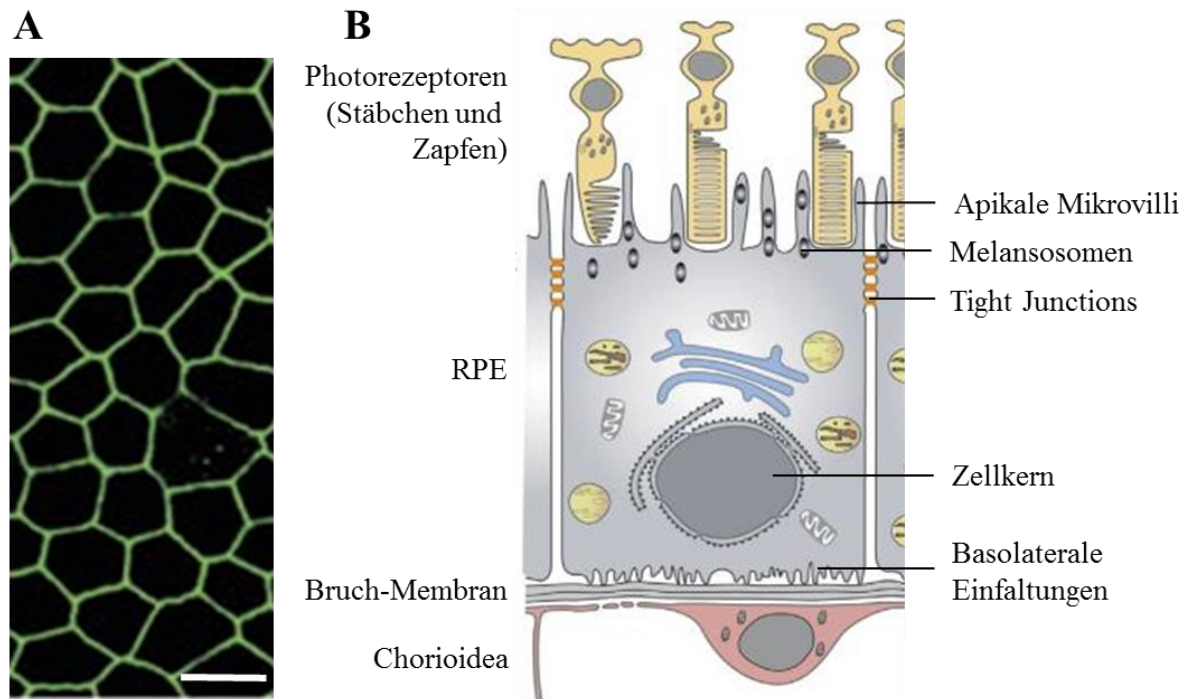 A
B
Photorezeptoren
(Stäbchen und
Zapfen)
Apikale Mikrovilli
Melansosomen
Tight Junctions
RPE
Zellkern
Basolaterale
Einfaltungen
Bruch-Membran
Chorioidea